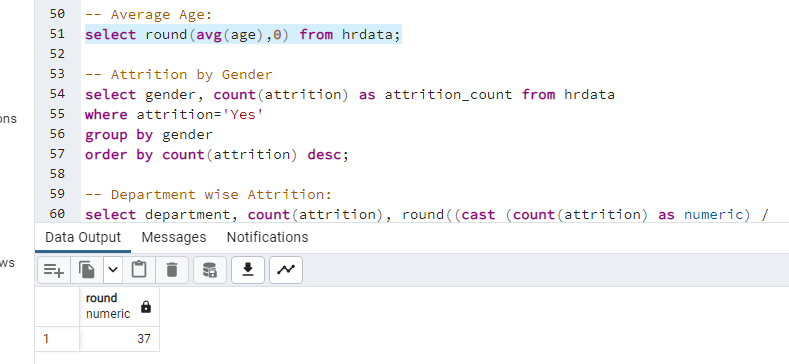 50 -- Average Age:
51 select round(avg(age),0) from hrdata;
52
53 -- Attrition by Gender
54 select gender, count(attrition) as attrition_count from hrdata
ons
55 where attrition='Yes'
56 group by gender
57 order by count(attrition) desc;
58
59 -- Department wise Attrition:
60 select department, count(attrition), round((cast (count(attrition) as numeric) /
Data Output Messages Notifications
ws
round
numeric
1 37